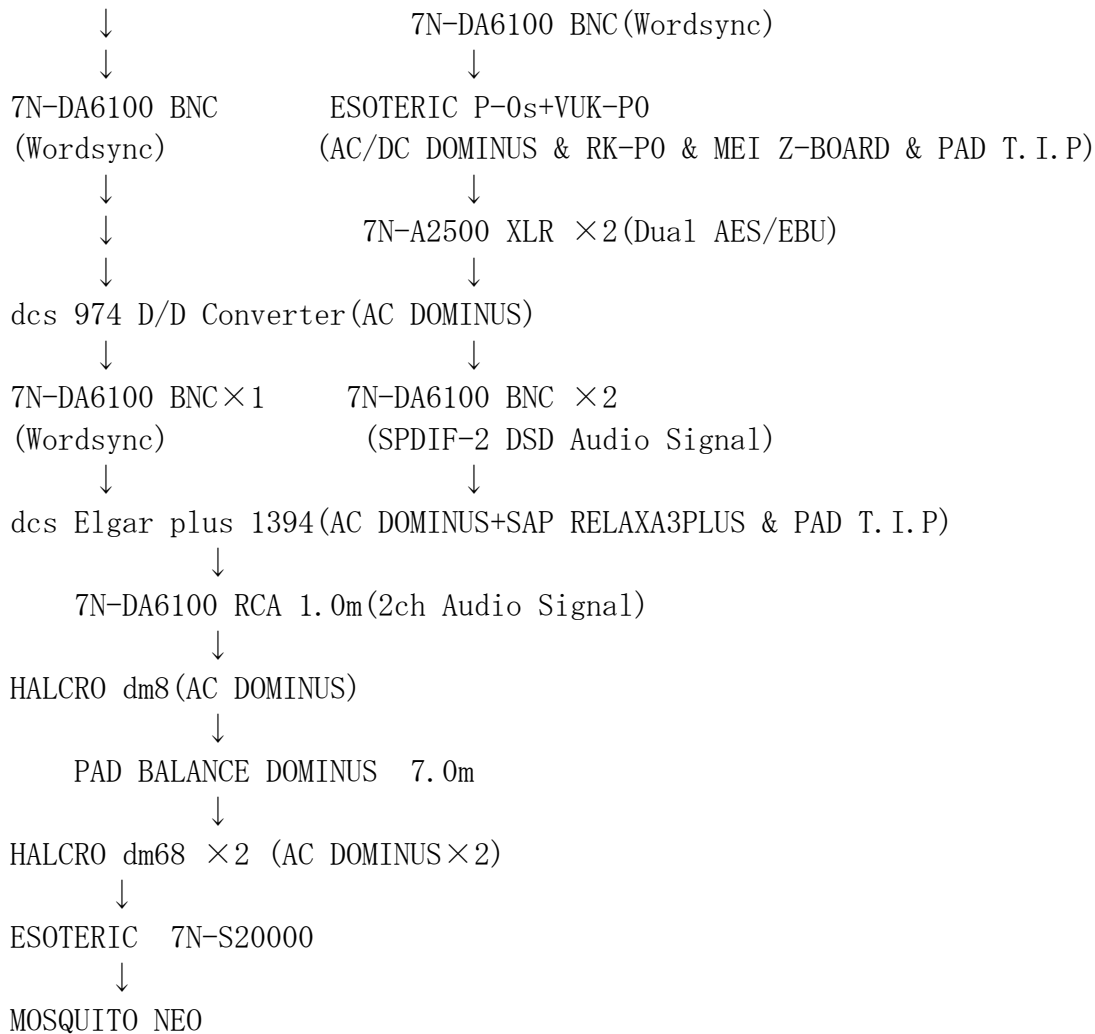 ↓ 7N-DA6100 BNC(Wordsync)
↓ ↓
7N-DA6100 BNC ESOTERIC P-0s+VUK-P0
(Wordsync) (AC/DC DOMINUS & RK-P0 & MEI Z-BOARD & PAD T.I.P)
↓ ↓
↓ 7N-A2500 XLR ×2(Dual AES/EBU)
↓ ↓
dcs 974 D/D Converter(AC DOMINUS)
↓ ↓
7N-DA6100 BNC×1 7N-DA6100 BNC ×2
(Wordsync) (SPDIF-2 DSD Audio Signal)
↓ ↓
dcs Elgar plus 1394(AC DOMINUS+SAP RELAXA3PLUS & PAD T.I.P)
↓
7N-DA6100 RCA 1.0m(2ch Audio Signal)
↓
HALCRO dm8(AC DOMINUS)
↓
PAD BALANCE DOMINUS 7.0m
↓
HALCRO dm68 ×2 (AC DOMINUS×2)
↓
ESOTERIC 7N-S20000
↓
MOSQUITO NEO